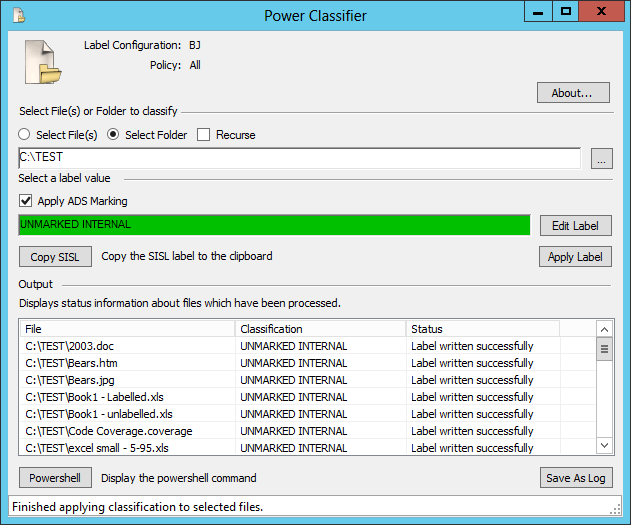 Power Classifier
Label Configuration: BJ
Policy: All
About...
Select File(s) or Folder to classify
Select File(s) Select Folder Recurse
C:\TEST ...
Select a label value
Apply ADS Marking
UNMARKED INTERNAL Edit Label
Copy SISL Copy the SISL label to the clipboard Apply Label
Output
Displays status information about files which have been processed.
File Classification Status
C:\TEST\2003.doc UNMARKED INTERNAL Label written successfully
C:\TEST\Bears.htm UNMARKED INTERNAL Label written successfully
C:\TEST\Bears.jpg UNMARKED INTERNAL Label written successfully
C:\TEST\Book1 - Labelled.xls UNMARKED INTERNAL Label written successfully
C:\TEST\Book1 - unlabelled.xls UNMARKED INTERNAL Label written successfully
C:\TEST\Code Coverage.coverage UNMARKED INTERNAL Label written successfully
C:\TEST\excel small - 5-95.xls UNMARKED INTERNAL Label written successfully
Powershell Display the powershell command Save As Log
Finished applying classification to selected files.